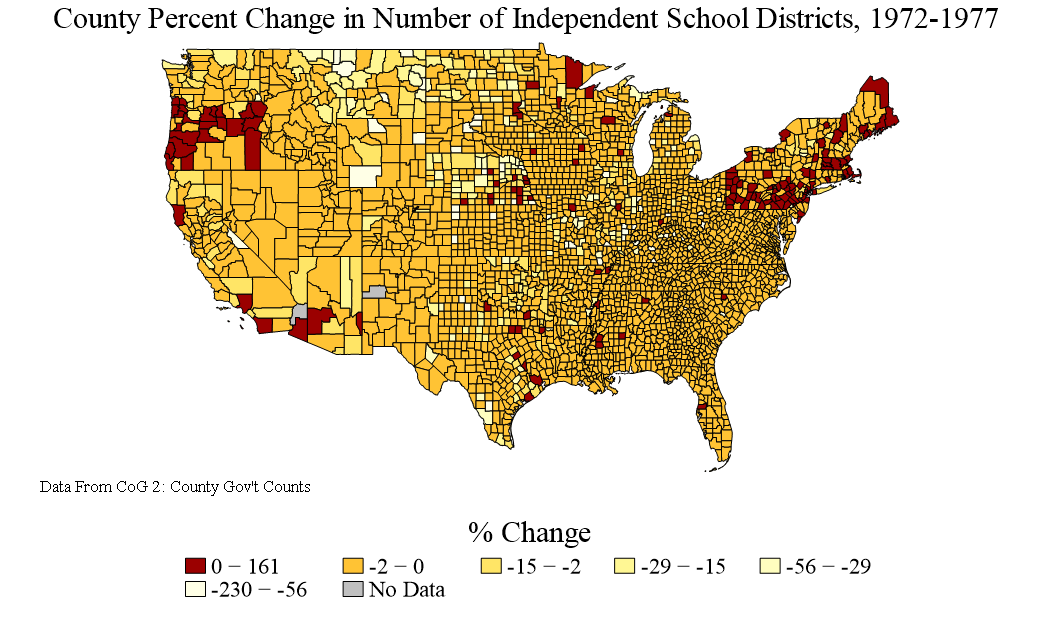 County Percent Change in Number of Independent School Districts, 1972-1977
Data From CoG 2: County Gov't Counts
% Change
0 − 161 -2 − 0 -15 − -2 -29 − -15 -56 − -29
-230 − -56 No Data